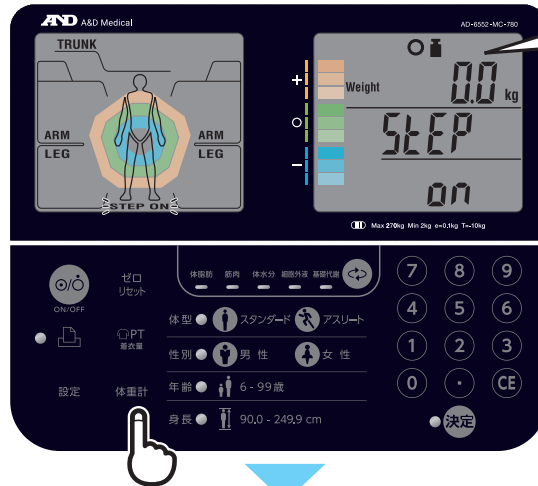 AND A&D Medical
AD-6552-MC-780
TRUNK
ARM
ARM
LEG
LEG
STEP ON
Weight
0.0 kg
StEP
on
Max 270kg Min 2kg e=0.1kg T=-10kg
ON/OFF
ゼロ
リセット
体脂肪 筋肉 体水分 細胞外液 基礎代謝
PT
着衣量
設定
体重計
体型 スタンダード アスリート
性別 男性 女性
年齢 6 - 99歳
身長 90.0 - 249.9 cm
7 8 9
4 5 6
1 2 3
0 · CE
決定